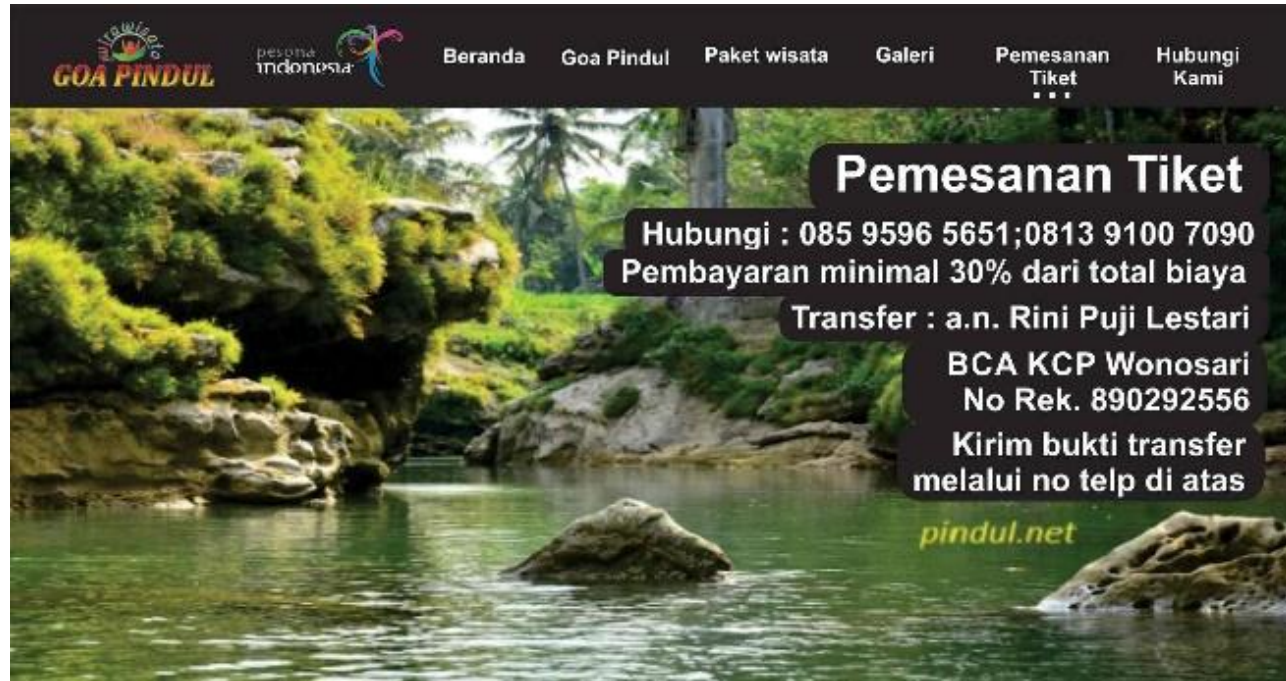 wirawisata
GOA PINDUL
pesona
indonesia
Beranda
Goa Pindul
Paket wisata
Galeri
Pemesanan
Tiket
Hubungi
Kami
Pemesanan Tiket
Hubungi : 085 9596 5651;0813 9100 7090
Pembayaran minimal 30% dari total biaya
Transfer : a.n. Rini Puji Lestari
BCA KCP Wonosari
No Rek. 890292556
Kirim bukti transfer
melalui no telp di atas
pindul.net